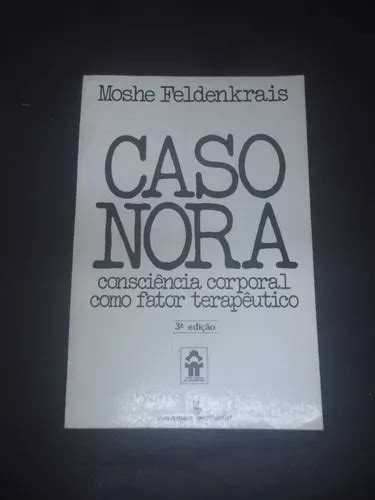 Moshe Feldenkrais
CASO
NORA
consciência corporal
como fator terapêutico
3ª edição